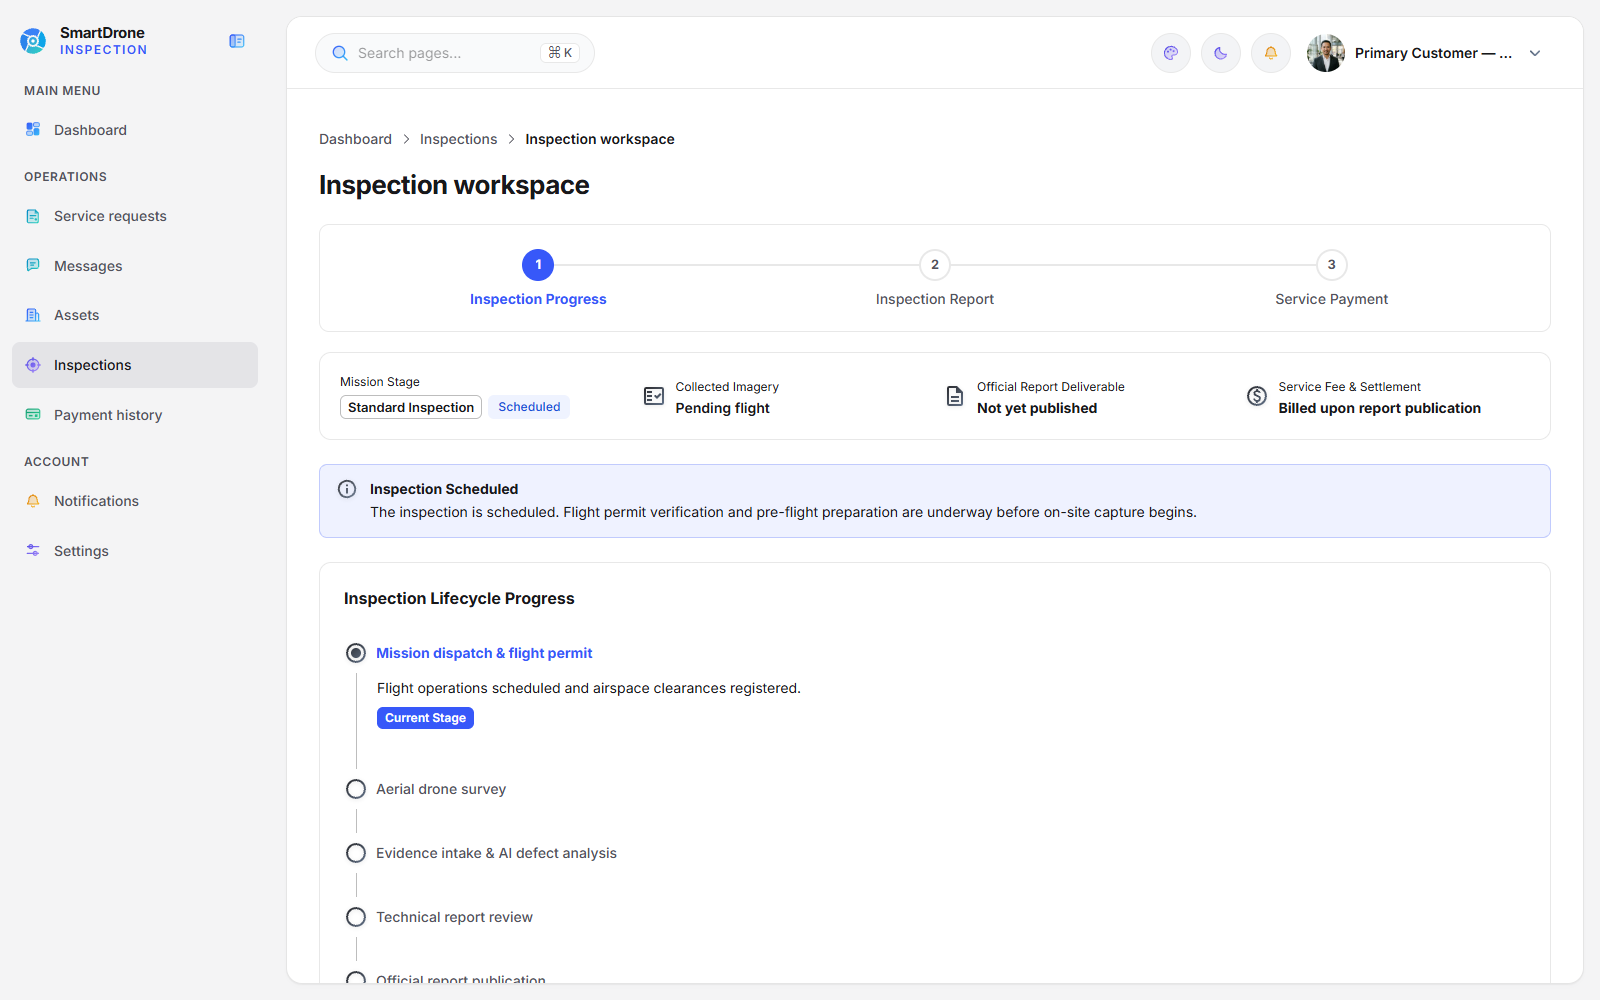 SmartDrone
INSPECTION
MAIN MENU
Dashboard
OPERATIONS
Service requests
Messages
Assets
Inspections
Payment history
ACCOUNT
Notifications
Settings
Search pages...
⌘ K
Primary Customer — ...
Dashboard > Inspections > Inspection workspace
Inspection workspace
1
Inspection Progress
2
Inspection Report
3
Service Payment
Mission Stage
Standard Inspection
Scheduled
Collected Imagery
Pending flight
Official Report Deliverable
Not yet published
Service Fee & Settlement
Billed upon report publication
Inspection Scheduled
The inspection is scheduled. Flight permit verification and pre-flight preparation are underway before on-site capture begins.
Inspection Lifecycle Progress
Mission dispatch & flight permit
Flight operations scheduled and airspace clearances registered.
Current Stage
Aerial drone survey
Evidence intake & AI defect analysis
Technical report review
Official report publication